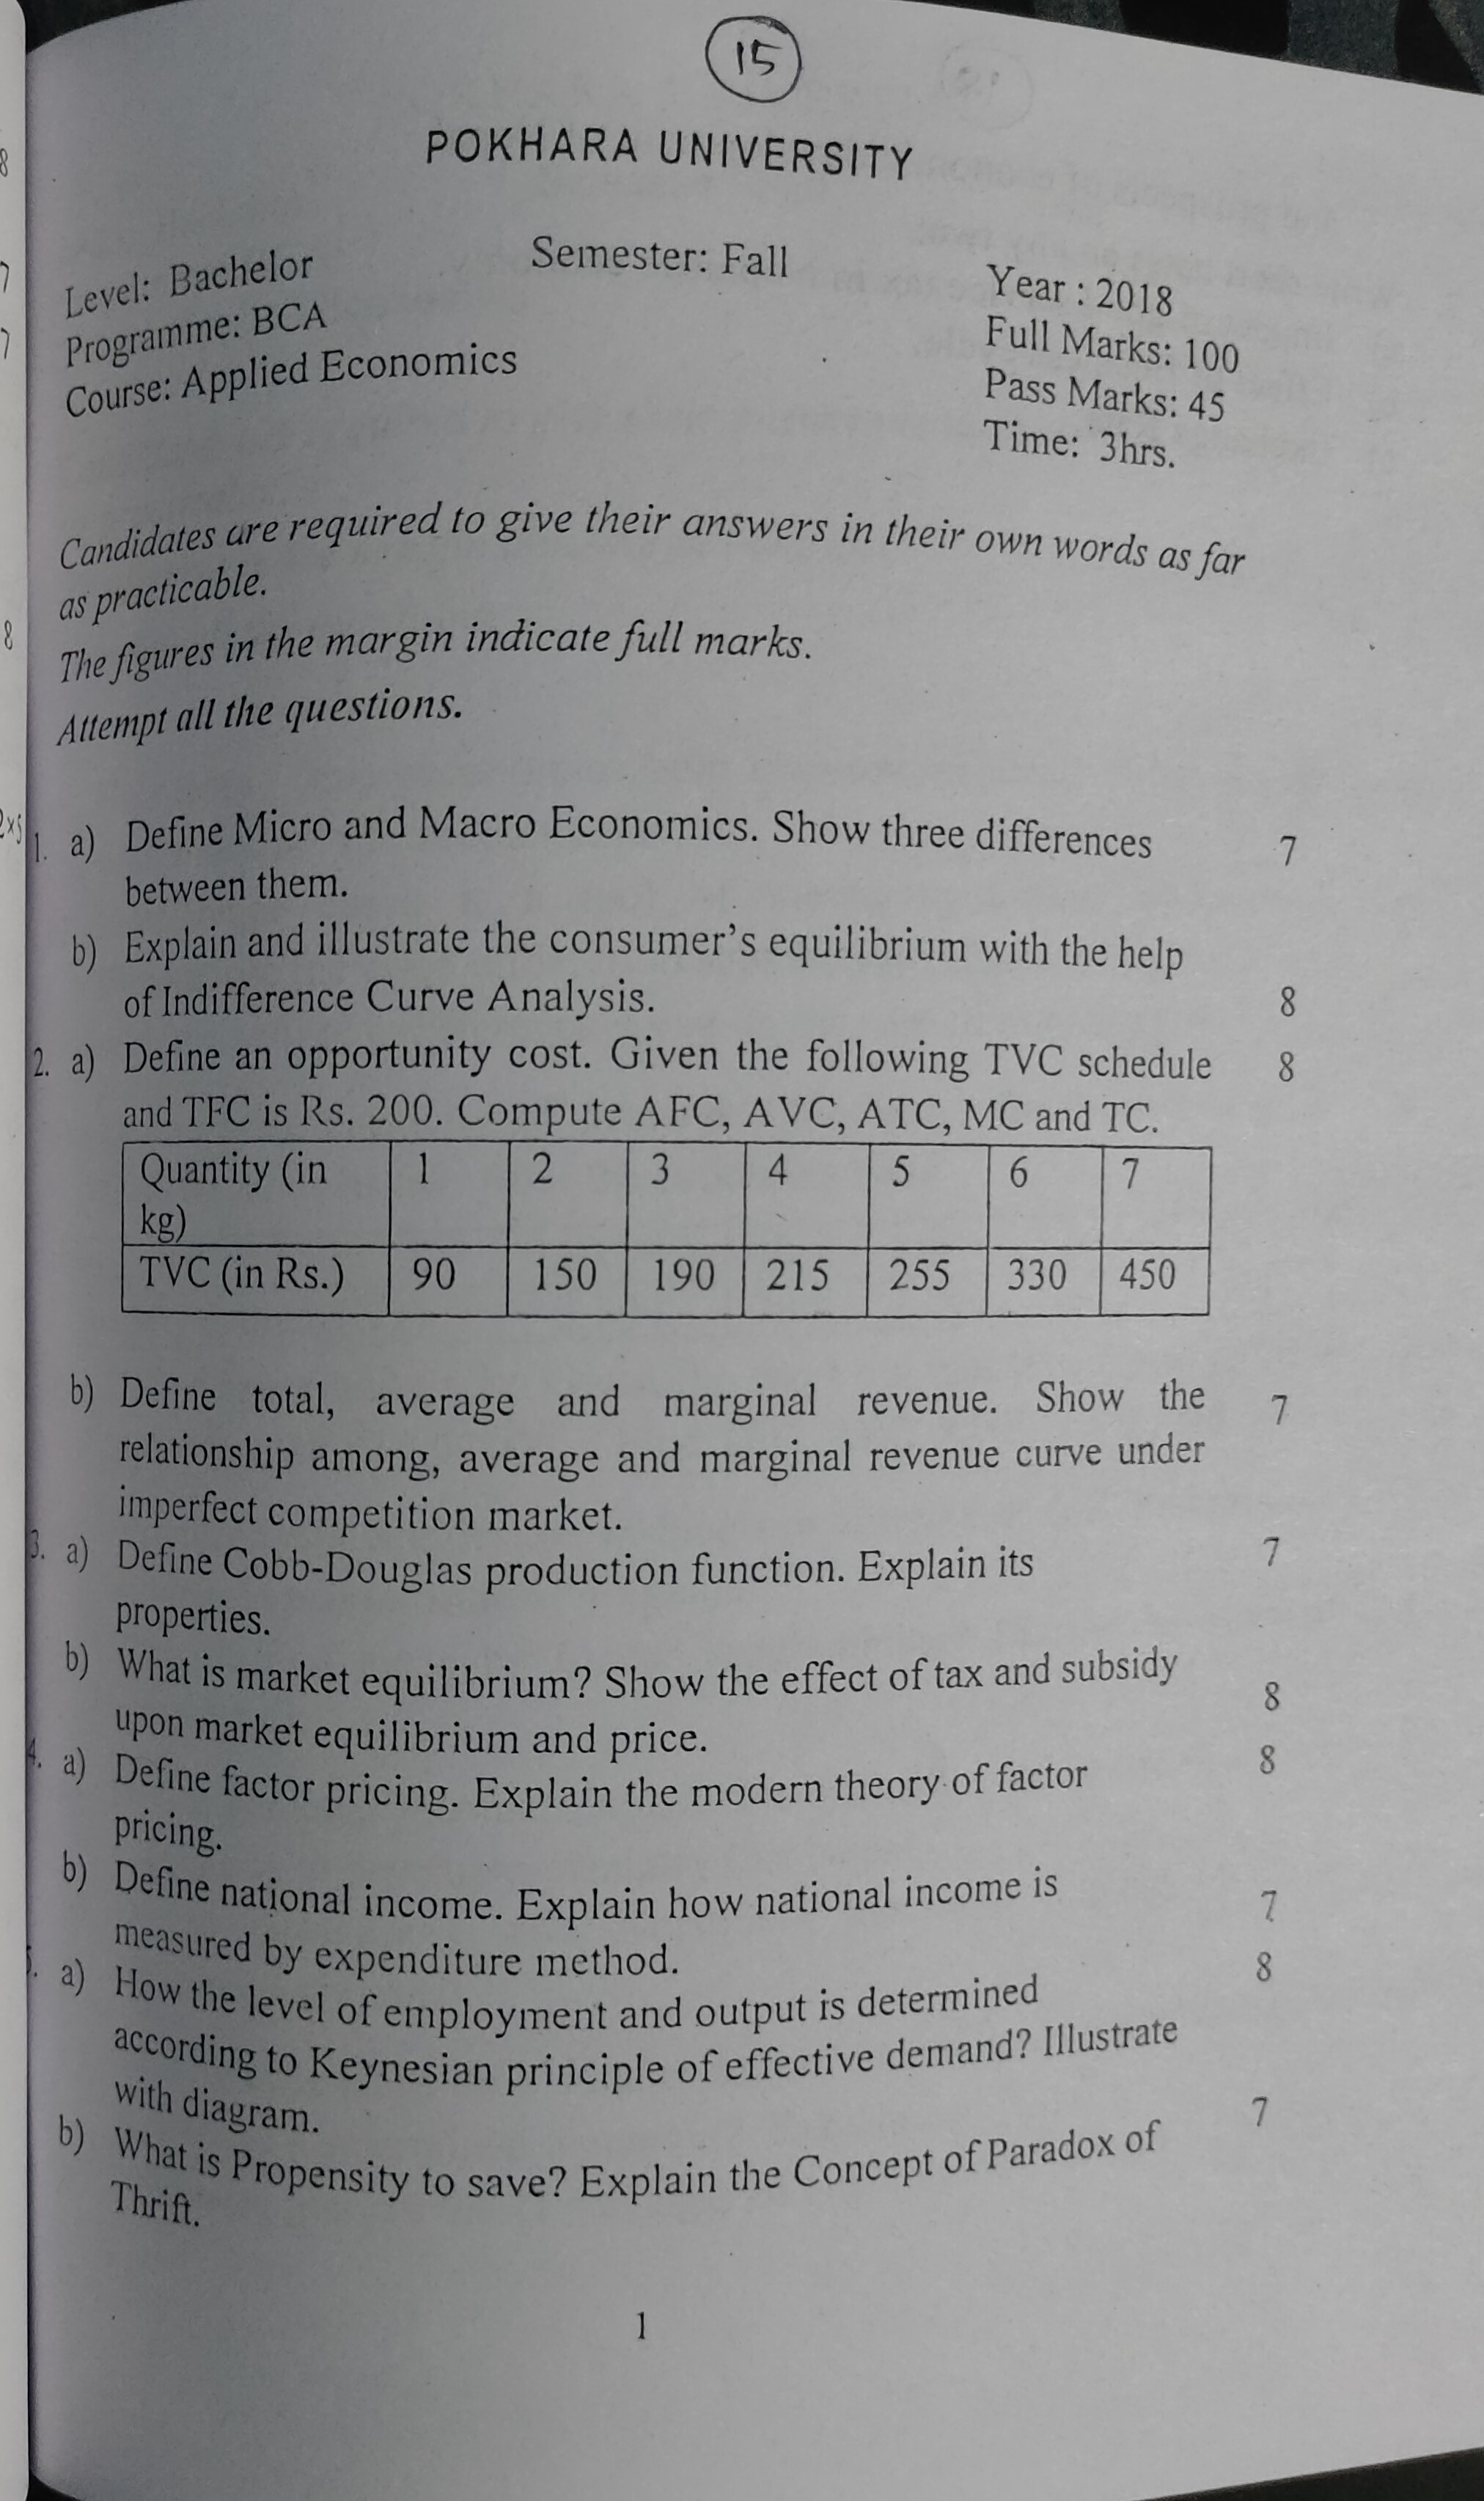 15
POKHARA UNIVERSITY
Level: Bachelor Semester: Fall Year : 2018
Programme: BCA Full Marks: 100
Course: Applied Economics Pass Marks: 45
Time: 3hrs.
Candidates are required to give their answers in their own words as far
as practicable.
The figures in the margin indicate full marks.
Attempt all the questions.
1. a) Define Micro and Macro Economics. Show three differences 7
between them.
b) Explain and illustrate the consumer's equilibrium with the help
of Indifference Curve Analysis. 8
2. a) Define an opportunity cost. Given the following TVC schedule 8
and TFC is Rs. 200. Compute AFC, AVC, ATC, MC and TC.
Quantity (in 1 2 3 4 5 6 7
kg)
TVC (in Rs.) 90 150 190 215 255 330 450
b) Define total, average and marginal revenue. Show the 7
relationship among, average and marginal revenue curve under
imperfect competition market.
3. a) Define Cobb-Douglas production function. Explain its 7
properties.
b) What is market equilibrium? Show the effect of tax and subsidy
upon market equilibrium and price. 8
4. a) Define factor pricing. Explain the modern theory of factor 8
pricing.
b) Define national income. Explain how national income is 7
measured by expenditure method.
a) How the level of employment and output is determined 8
according to Keynesian principle of effective demand? Illustrate
with diagram.
b) What is Propensity to save? Explain the Concept of Paradox of 7
Thrift.
1